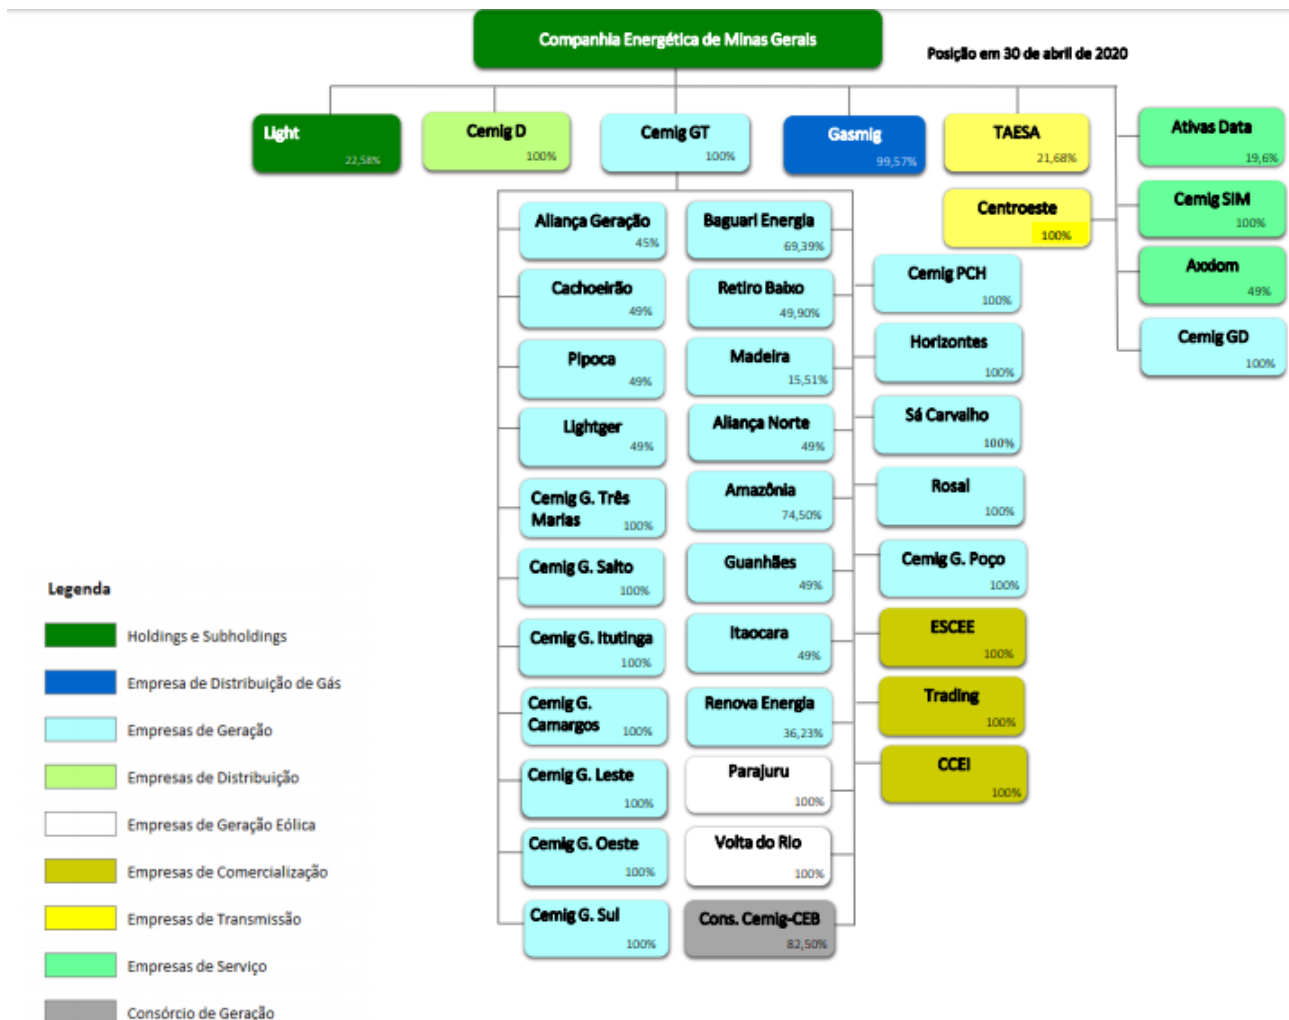 Companhia Energética de Minas Gerais
Posição em 30 de abril de 2020
Light
22,58%
Cemig D
100%
Cemig GT
100%
Gasmig
99,57%
TAESA
21,68%
Ativas Data
19,6%
Centroeste
100%
Cemig SIM
100%
Axxiom
49%
Cemig GD
100%
Aliança Geração
45%
Cachoeirão
49%
Pipoca
49%
Lightger
49%
Cemig G. Três
Marias
100%
Cemig G. Salto
100%
Cemig G. Itutinga
100%
Cemig G.
Camargos
100%
Cemig G. Leste
100%
Cemig G. Oeste
100%
Cemig G. Sul
100%
Baguari Energia
69,39%
Retiro Baixo
49,90%
Madeira
15,51%
Aliança Norte
49%
Amazônia
74,50%
Guanhães
49%
Itaocara
49%
Renova Energia
36,23%
Parajuru
100%
Volta do Rio
100%
Cons. Cemig-CEB
82,50%
Cemig PCH
100%
Horizontes
100%
Sá Carvalho
100%
Rosal
100%
Cemig G. Poço
100%
ESCEE
100%
Trading
100%
CCEI
100%
Legenda
Holdings e Subholdings
Empresa de Distribuição de Gás
Empresas de Geração
Empresas de Distribuição
Empresas de Geração Eólica
Empresas de Comercialização
Empresas de Transmissão
Empresas de Serviço
Consórcio de Geração